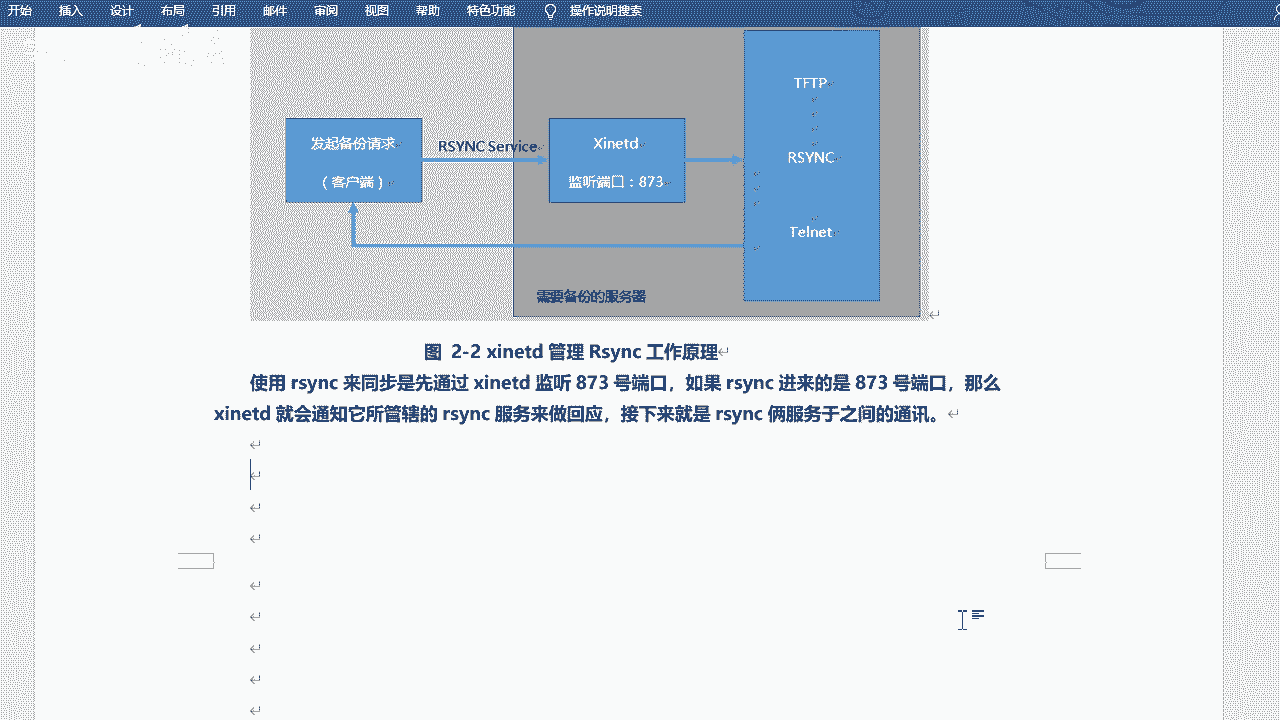 开始 插入 设计 布局 引用 邮件 审阅 视图 帮助 特色功能 操作说明搜索
TFTP
发起备份请求
（客户端）
RSYNC Service
Xinetd
监听端口：873
RSYNC
Telnet
需要备份的服务器
图 2-2 xinetd 管理 Rsync 工作原理
使用 rsync 来同步是先通过 xinetd 监听 873 号端口，如果 rsync 进来的是 873 号端口，那么
xinetd 就会通知它所管辖的 rsync 服务来做回应，接下来就是 rsync 俩服务于之间的通讯。